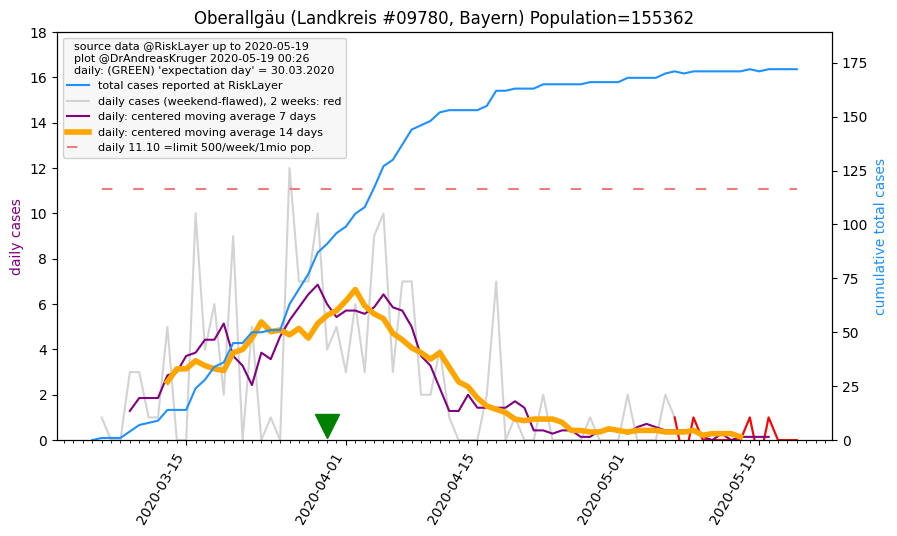 Oberallgäu (Landkreis #09780, Bayern) Population=155362
source data @RiskLayer up to 2020-05-19
plot @DrAndreasKruger 2020-05-19 00:26
daily: (GREEN) 'expectation day' = 30.03.2020
total cases reported at RiskLayer
daily cases (weekend-flawed), 2 weeks: red
daily: centered moving average 7 days
daily: centered moving average 14 days
daily 11.10 =limit 500/week/1mio pop.
daily cases
18
16
14
12
10
8
6
4
2
0
cumulative total cases
175
150
125
100
75
50
25
0
2020-03-15
2020-04-01
2020-04-15
2020-05-01
2020-05-15